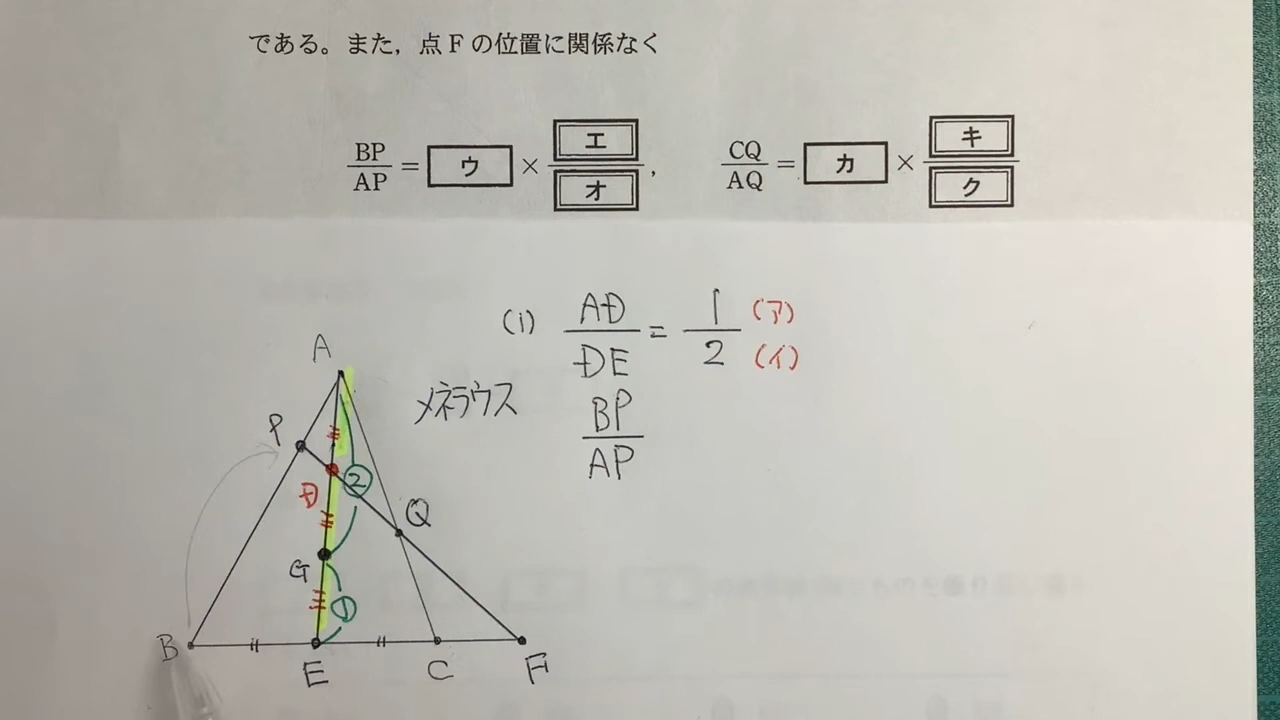 である。また，点Fの位置に関係なく
BP/AP = ウ × エ/オ ， CQ/AQ = カ × キ/ク
(i) AD/DE = 1/2 (ア) (イ)
メネラウス BP/AP
A
P
D ② Q
G ①
B E C F